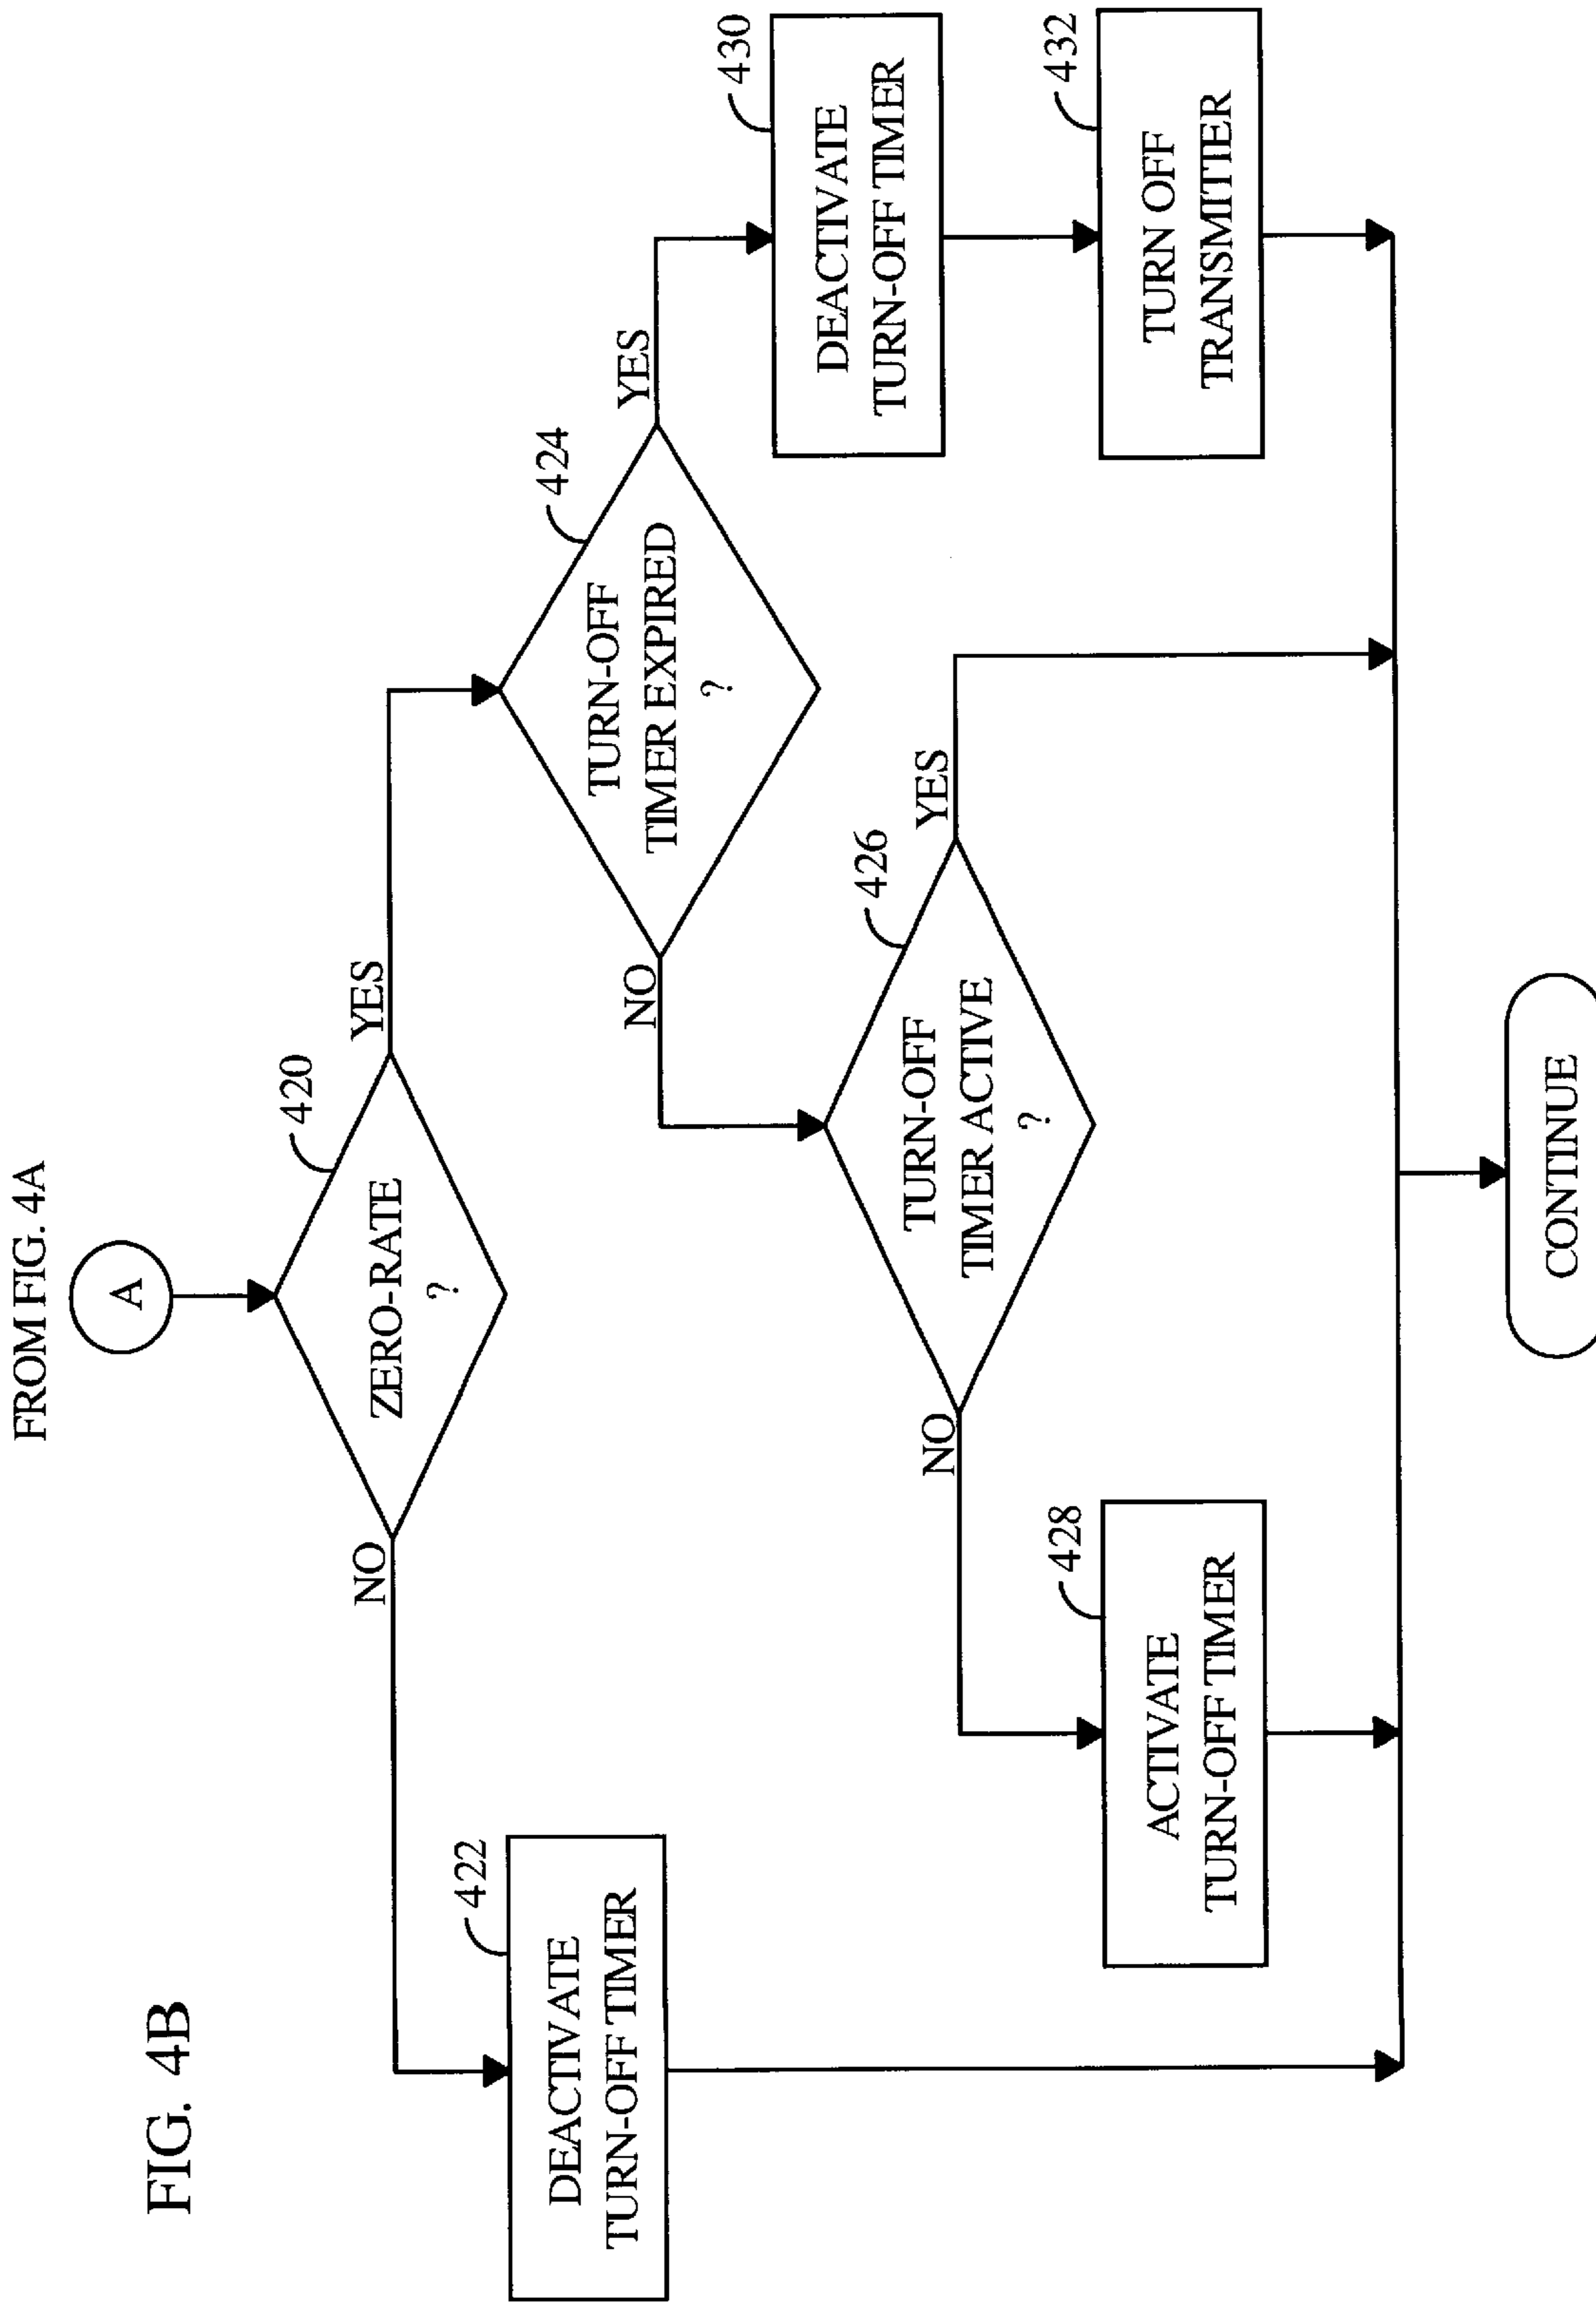 FIG. 4B
FROM FIG. 4A
A
420
ZERO-RATE
?
NO
YES
422
DEACTIVATE
TURN-OFF TIMER
424
TURN-OFF
TIMER EXPIRED
?
NO
YES
426
TURN-OFF
TIMER ACTIVE
?
NO
YES
428
ACTIVATE
TURN-OFF TIMER
430
DEACTIVATE
TURN-OFF TIMER
432
TURN OFF
TRANSMITTER
CONTINUE